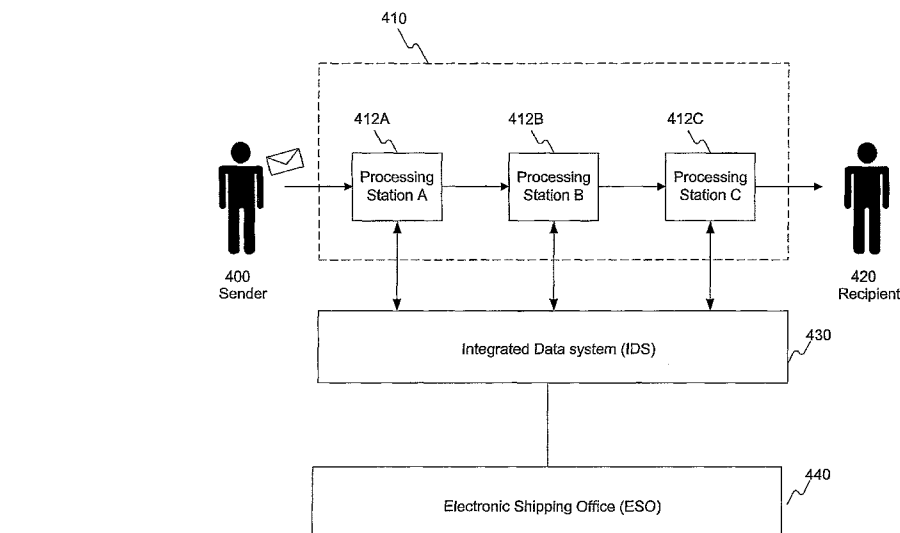 410
412A
412B
412C
Processing
Station A
Processing
Station B
Processing
Station C
400
Sender
420
Recipient
430
Integrated Data system (IDS)
440
Electronic Shipping Office (ESO)